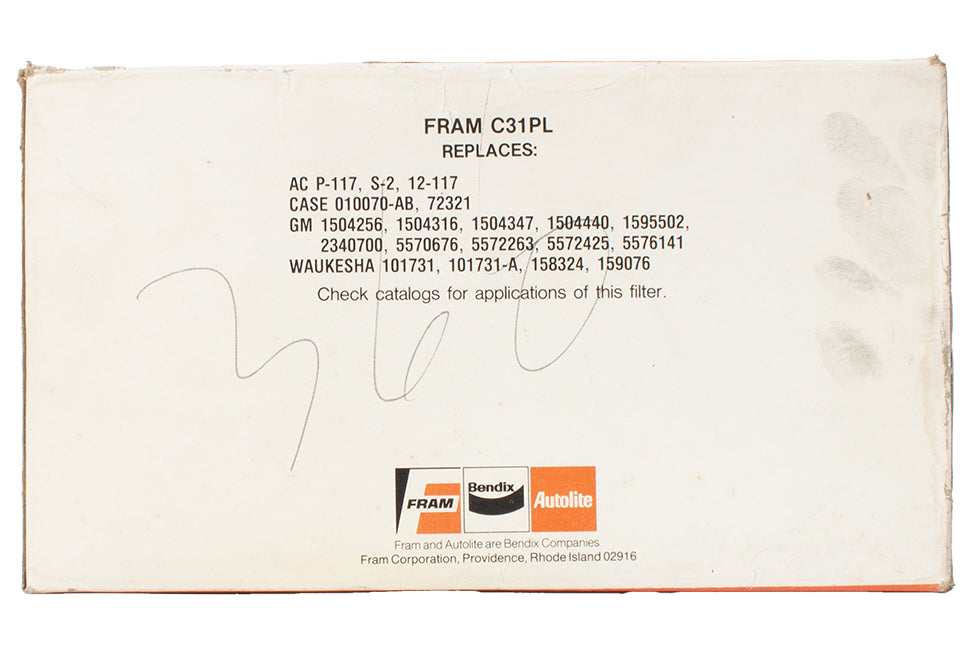 FRAM C31PL
REPLACES:
AC P-117, S-2, 12-117
CASE 010070-AB, 72321
GM 1504256, 1504316, 1504347, 1504440, 1595502,
2340700, 5570676, 5572263, 5572425, 5576141
WAUKESHA 101731, 101731-A, 158324, 159076
Check catalogs for applications of this filter.
360
FRAM Bendix Autolite
Fram and Autolite are Bendix Companies
Fram Corporation, Providence, Rhode Island 02916